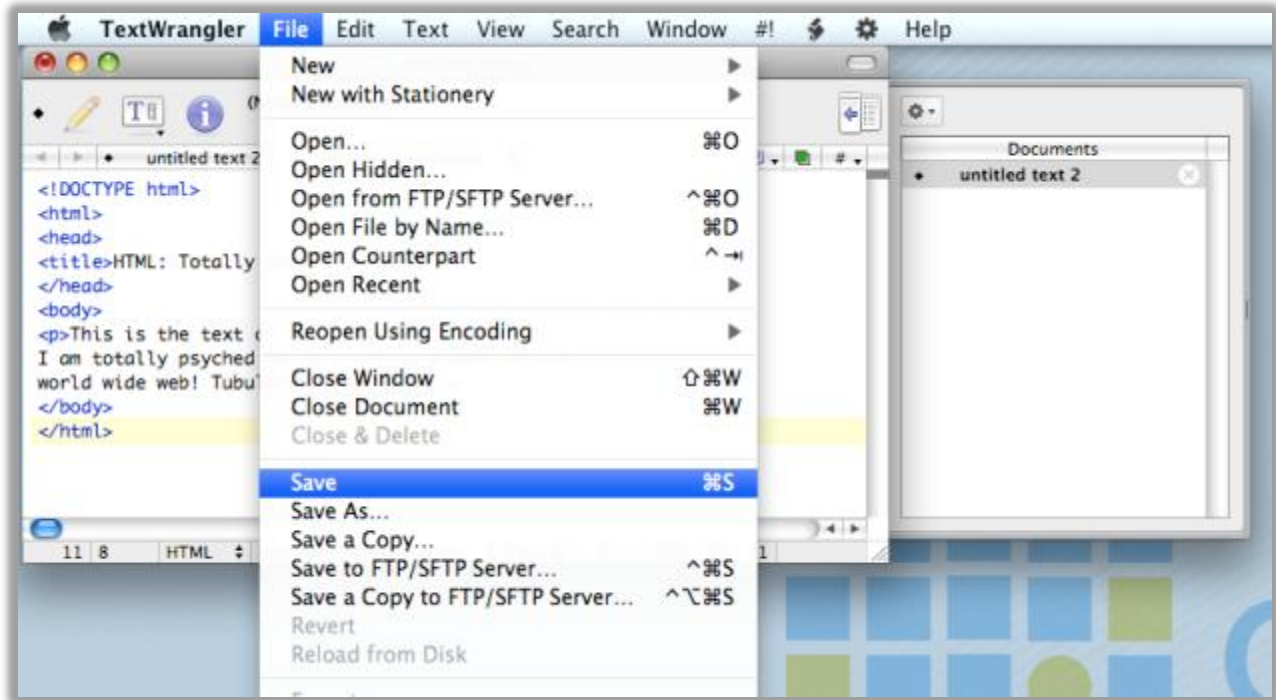 TextWrangler File Edit Text View Search Window #! Help
New
New with Stationery
Open... ⌘O
Open Hidden...
Open from FTP/SFTP Server... ^⌘O
Open File by Name... ⌘D
Open Counterpart ^⇥
Open Recent
Reopen Using Encoding
Close Window ⇧⌘W
Close Document ⌘W
Close & Delete
Save ⌘S
Save As...
Save a Copy...
Save to FTP/SFTP Server... ^⌘S
Save a Copy to FTP/SFTP Server... ^⌥⌘S
Revert
Reload from Disk
untitled text 2
#
<!DOCTYPE html>
<html>
<head>
<title>HTML: Totally
</head>
<body>
<p>This is the text
I am totally psyched
world wide web!
</body>
</html>
11 8 HTML
1
Documents
untitled text 2